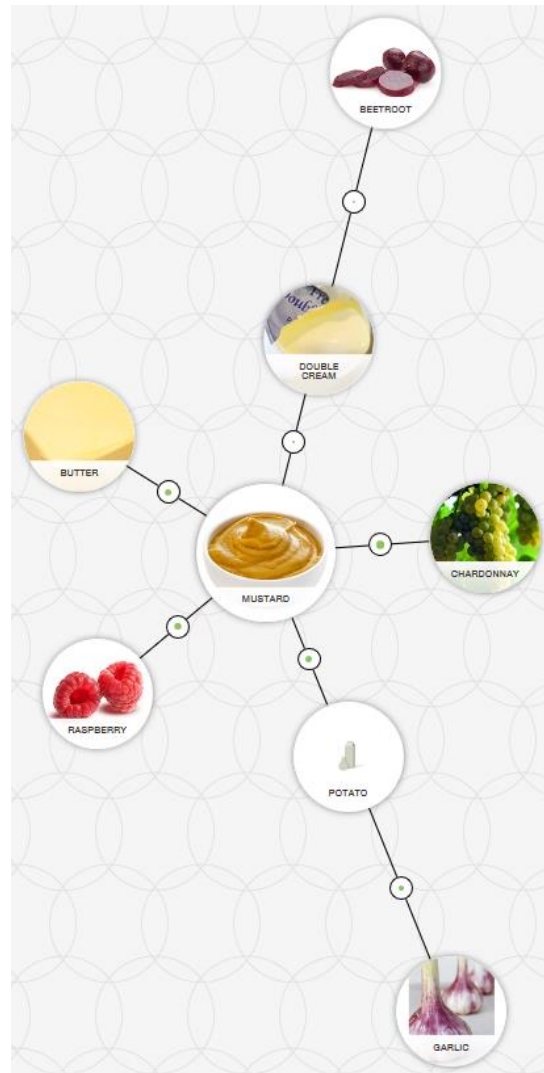 BEETROOT
DOUBLE
CREAM
BUTTER
CHARDONNAY
MUSTARD
RASPBERRY
POTATO
GARLIC